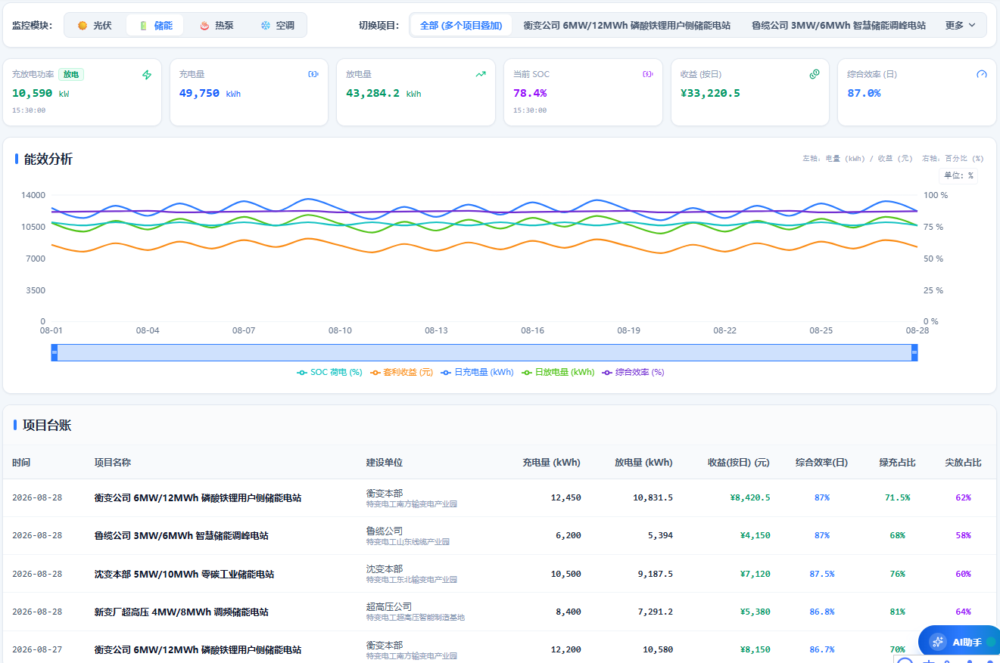 监控模块: 光伏 储能 热泵 空调 切换项目: 全部 (多个项目叠加) 衡变公司 6MW/12MWh 磷酸铁锂用户侧储能电站 鲁缆公司 3MW/6MWh 智慧储能调峰电站 更多
充放电功率 放电 充电量 放电量 当前 SOC 收益 (按日) 综合效率 (日)
10,590 kW 49,750 kWh 43,284.2 kWh 78.4% ¥33,220.5 87.0%
15:30:00 15:30:00
能效分析 左轴: 电量 (kWh) / 收益 (元) 右轴: 百分比 (%)
单位: %
14000 100 %
10500 75 %
7000 50 %
3500 25 %
0 0 %
08-01 08-04 08-07 08-10 08-13 08-16 08-19 08-22 08-25 08-28
SOC 荷电 (%) 套利收益 (元) 日充电量 (kWh) 日放电量 (kWh) 综合效率 (%)
项目台账
时间 项目名称 建设单位 充电量 (kWh) 放电量 (kWh) 收益(按日) (元) 综合效率(日) 绿充占比 尖放占比
2026-08-28 衡变公司 6MW/12MWh 磷酸铁锂用户侧储能电站 衡变本部 12,450 10,831.5 ¥8,420.5 87% 71.5% 62%
特变电工南方输变电产业园
2026-08-28 鲁缆公司 3MW/6MWh 智慧储能调峰电站 鲁缆公司 6,200 5,394 ¥4,150 87% 68% 58%
特变电工山东线缆产业园
2026-08-28 沈变本部 5MW/10MWh 零碳工业储能电站 沈变本部 10,500 9,187.5 ¥7,120 87.5% 76% 60%
特变电工东北输变电产业园
2026-08-28 新变厂超高压 4MW/8MWh 调频储能电站 超高压公司 8,400 7,291.2 ¥5,380 86.8% 81% 64%
特变电工超高压智能制造基地
2026-08-27 衡变公司 6MW/12MWh 磷酸铁锂用户侧储能电站 衡变本部 12,200 10,580 ¥8,150 86.7% 70% AI助手
特变电工南方输变电产业园